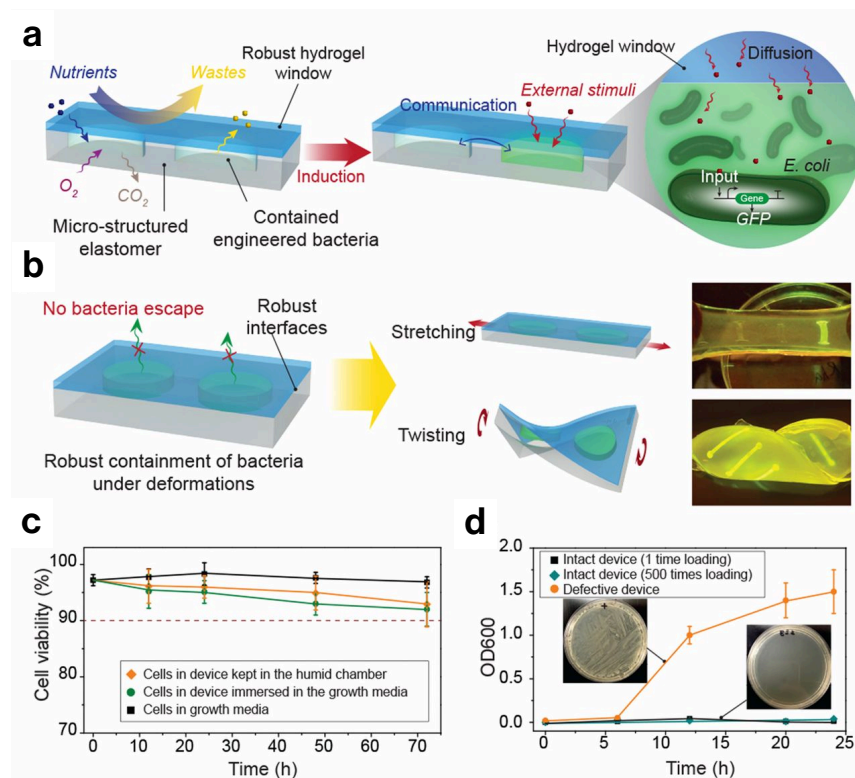 a
Nutrients
Wastes
Robust hydrogel
window
O2
CO2
Micro-structured
elastomer
Contained
engineered bacteria
Induction
Communication
External stimuli
Hydrogel window
Diffusion
E. coli
Input
Gene
GFP
b
No bacteria escape
Robust
interfaces
Robust containment of bacteria
under deformations
Stretching
Twisting
c
Cell viability (%)
100
90
80
70
Cells in device kept in the humid chamber
Cells in device immersed in the growth media
Cells in growth media
0 10 20 30 40 50 60 70
Time (h)
d
OD600
2.0
1.5
1.0
0.5
0.0
Intact device (1 time loading)
Intact device (500 times loading)
Defective device
+
0 5 10 15 20 25
Time (h)